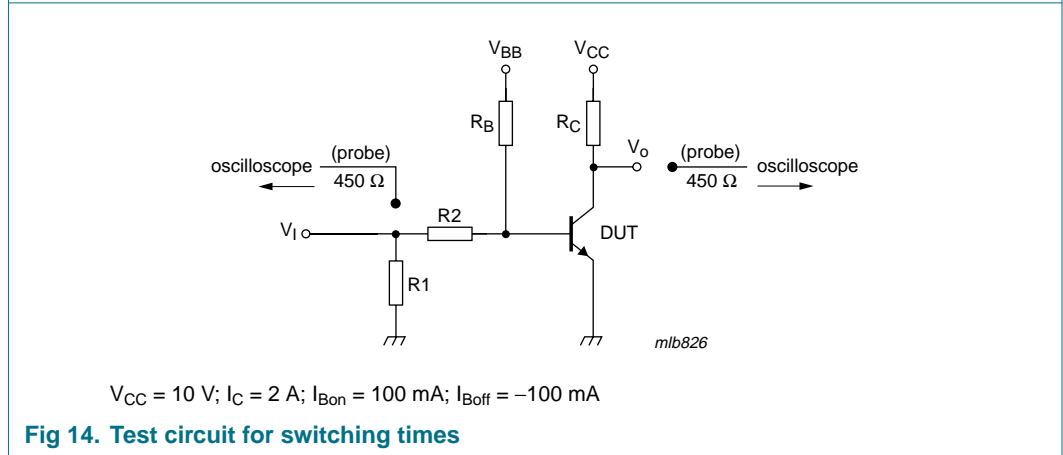 VBB VCC
RB RC
oscilloscope (probe) 450 Ω
Vo (probe) 450 Ω oscilloscope
VI R2 DUT
R1
mlb826
VCC = 10 V; IC = 2 A; IBon = 100 mA; IBoff = −100 mA
Fig 14. Test circuit for switching times